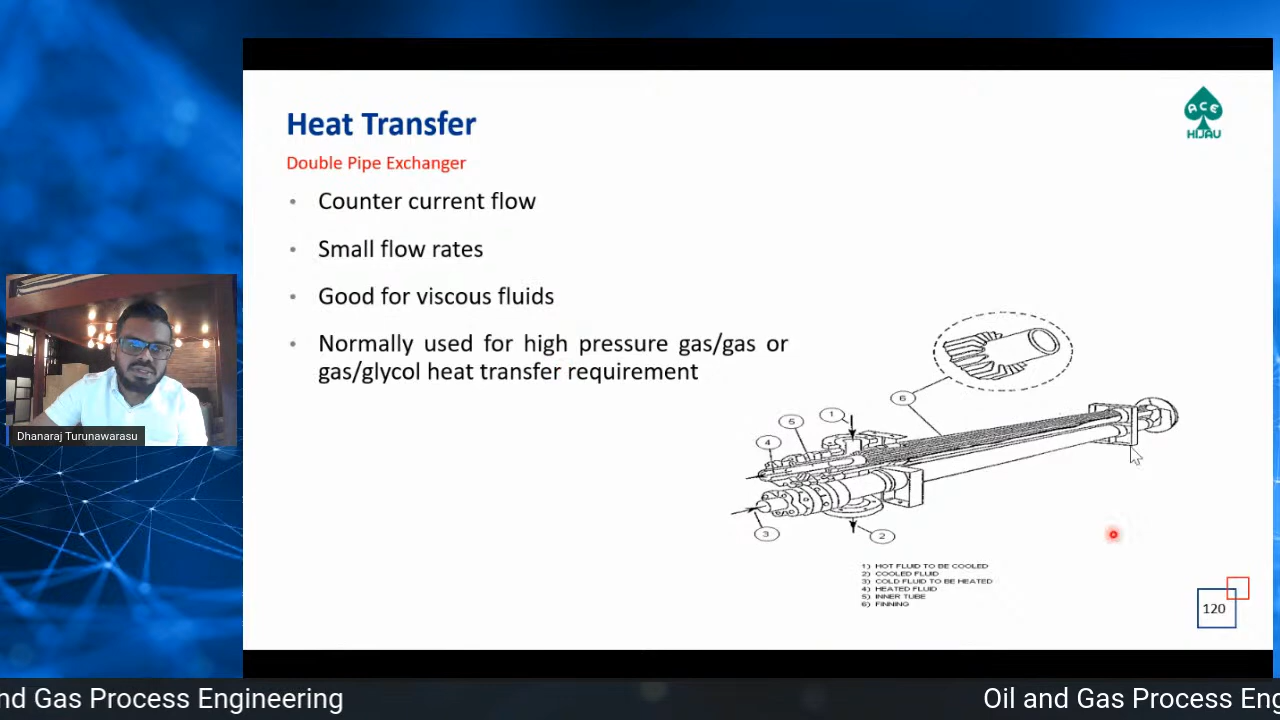 ACE
HIJAU
Heat Transfer
Double Pipe Exchanger
• Counter current flow
• Small flow rates
• Good for viscous fluids
• Normally used for high pressure gas/gas or
gas/glycol heat transfer requirement
Dhanaraj Turunawarasu
6
1
5
4
3
2
1) HOT FLUID TO BE COOLED
2) COOLED FLUID
3) COLD FLUID TO BE HEATED
4) HEATED FLUID
5) INNER TUBE
6) FINNING
120
nd Gas Process Engineering
Oil and Gas Process Eng